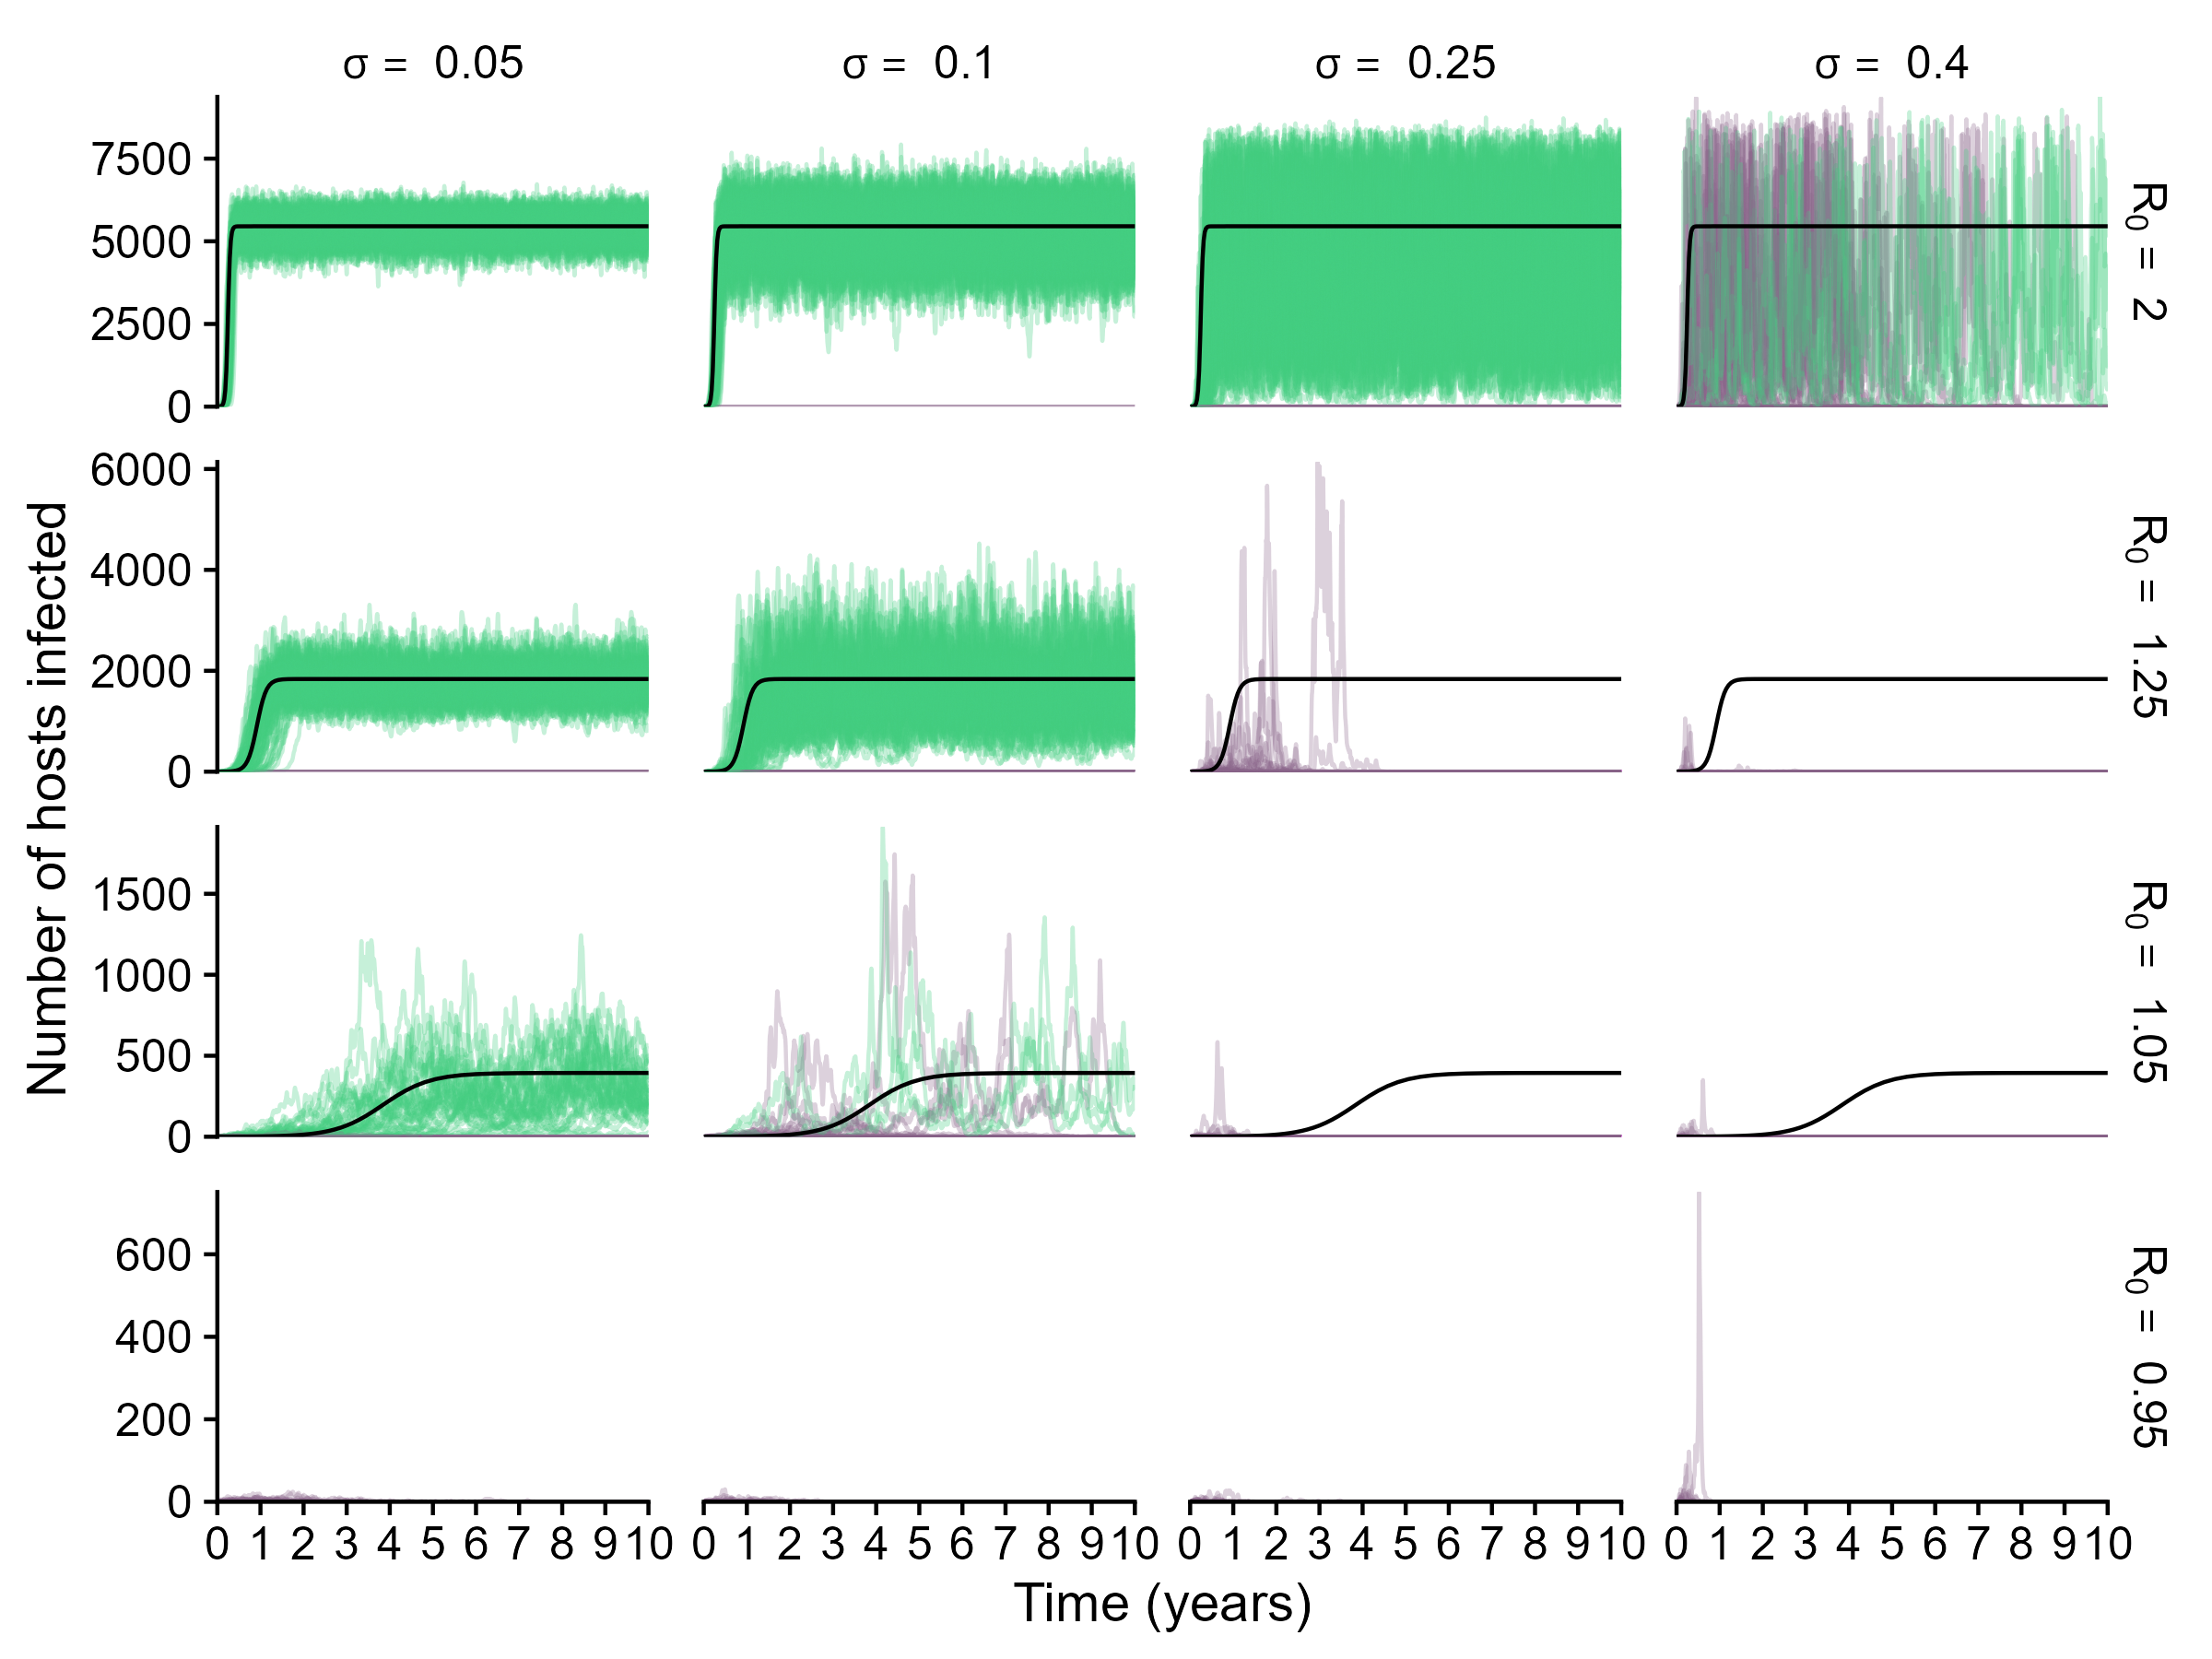 σ = 0.05
σ = 0.1
σ = 0.25
σ = 0.4
Number of hosts infected
7500
5000
2500
0
R₀ = 2
6000
4000
2000
0
R₀ = 1.25
1500
1000
500
0
R₀ = 1.05
600
400
200
0
R₀ = 0.95
0 1 2 3 4 5 6 7 8 9 10
0 1 2 3 4 5 6 7 8 9 10
0 1 2 3 4 5 6 7 8 9 10
0 1 2 3 4 5 6 7 8 9 10
Time (years)